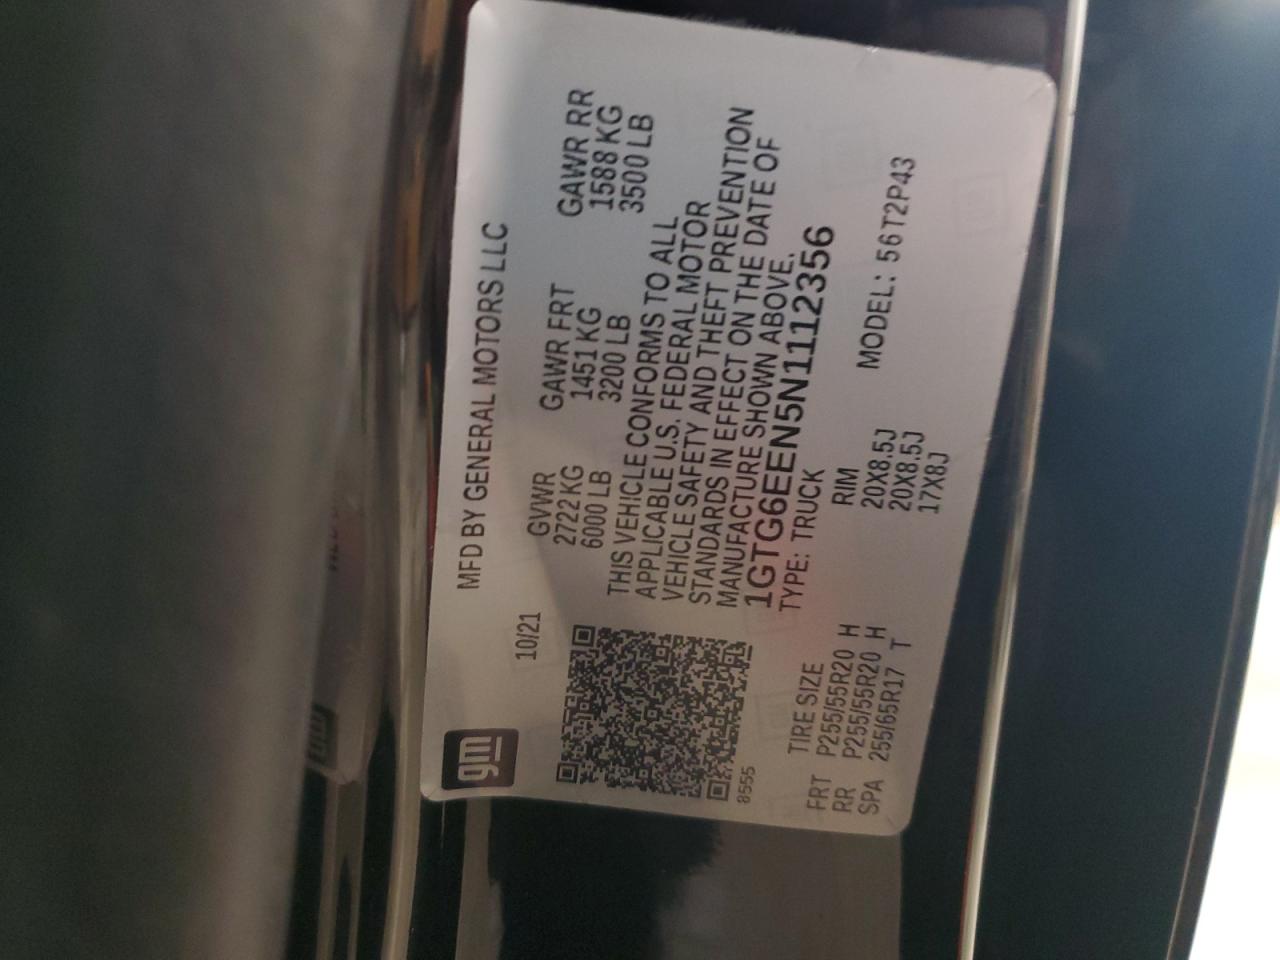 gm
MFD BY GENERAL MOTORS LLC
10/21
GVWR GAWR FRT GAWR RR
2722 KG 1451 KG 1588 KG
6000 LB 3200 LB 3500 LB
THIS VEHICLE CONFORMS TO ALL
APPLICABLE U.S. FEDERAL MOTOR
VEHICLE SAFETY AND THEFT PREVENTION
STANDARDS IN EFFECT ON THE DATE OF
MANUFACTURE SHOWN ABOVE.
1GTG6EEN5N1112356
8555
TYPE: TRUCK MODEL: 56T2P43
TIRE SIZE RIM
FRT P255/55R20 H 20X8.5J
RR P255/55R20 H 20X8.5J
SPA 255/65R17 T 17X8J